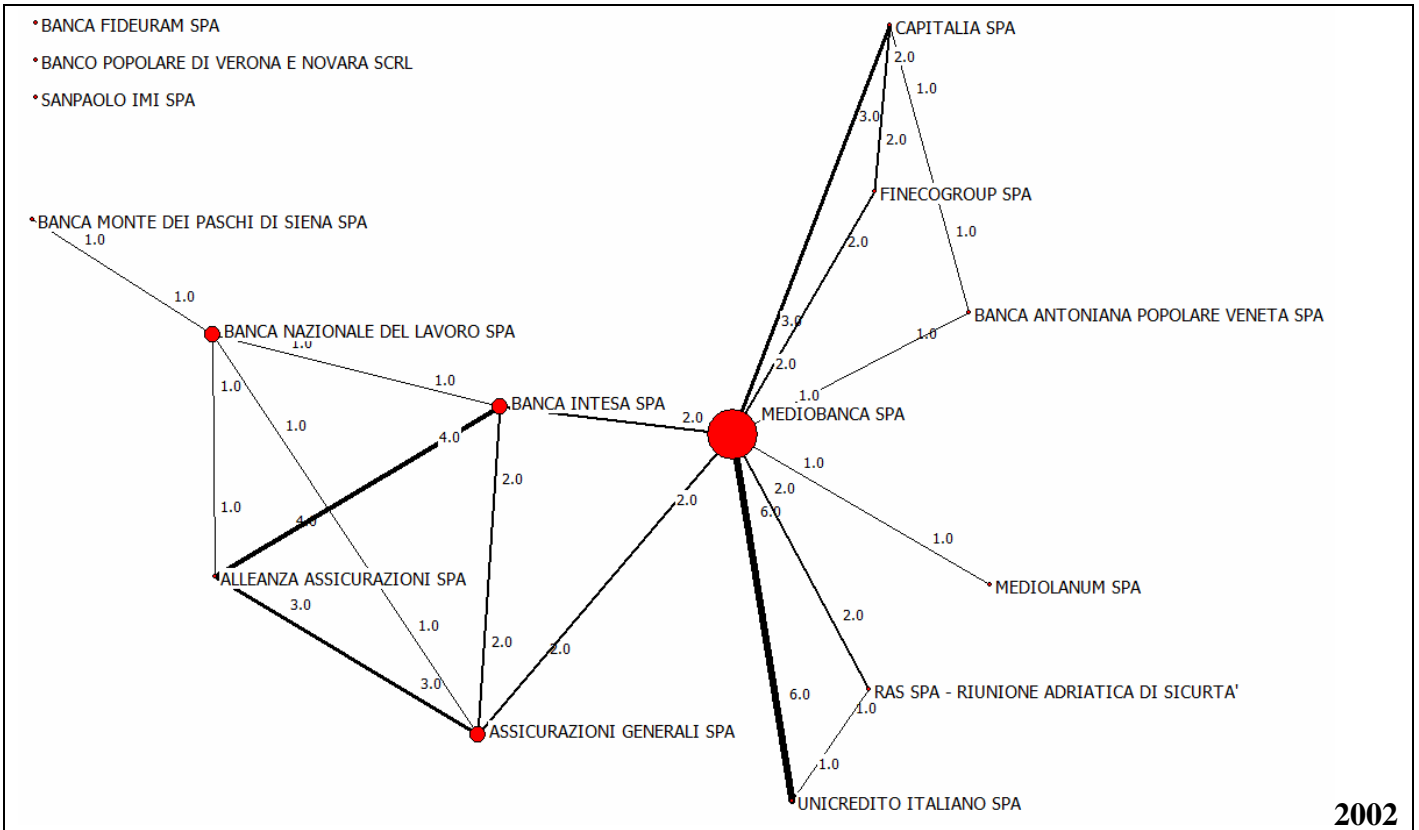 BANCA FIDEURAM SPA
CAPITALIA SPA
2.0
BANCO POPOLARE DI VERONA E NOVARA SCRL
1.0
SANPAOLO IMI SPA
3.0
2.0
FINECOGROUP SPA
BANCA MONTE DEI PASCHI DI SIENA SPA
1.0
1.0
2.0
1.0
BANCA ANTONIANA POPOLARE VENETA SPA
3.0
BANCA NAZIONALE DEL LAVORO SPA
1.0
1.0
2.0
1.0
1.0
1.0
BANCA INTESA SPA
MEDIOBANCA SPA
2.0
1.0
4.0
1.0
2.0
2.0
2.0
1.0
6.0
4.0
1.0
ALLEANZA ASSICURAZIONI SPA
MEDIOLANUM SPA
3.0
2.0
1.0
2.0
2.0
3.0
6.0
RAS SPA - RIUNIONE ADRIATICA DI SICURTA'
1.0
ASSICURAZIONI GENERALI SPA
1.0
UNICREDITO ITALIANO SPA
2002